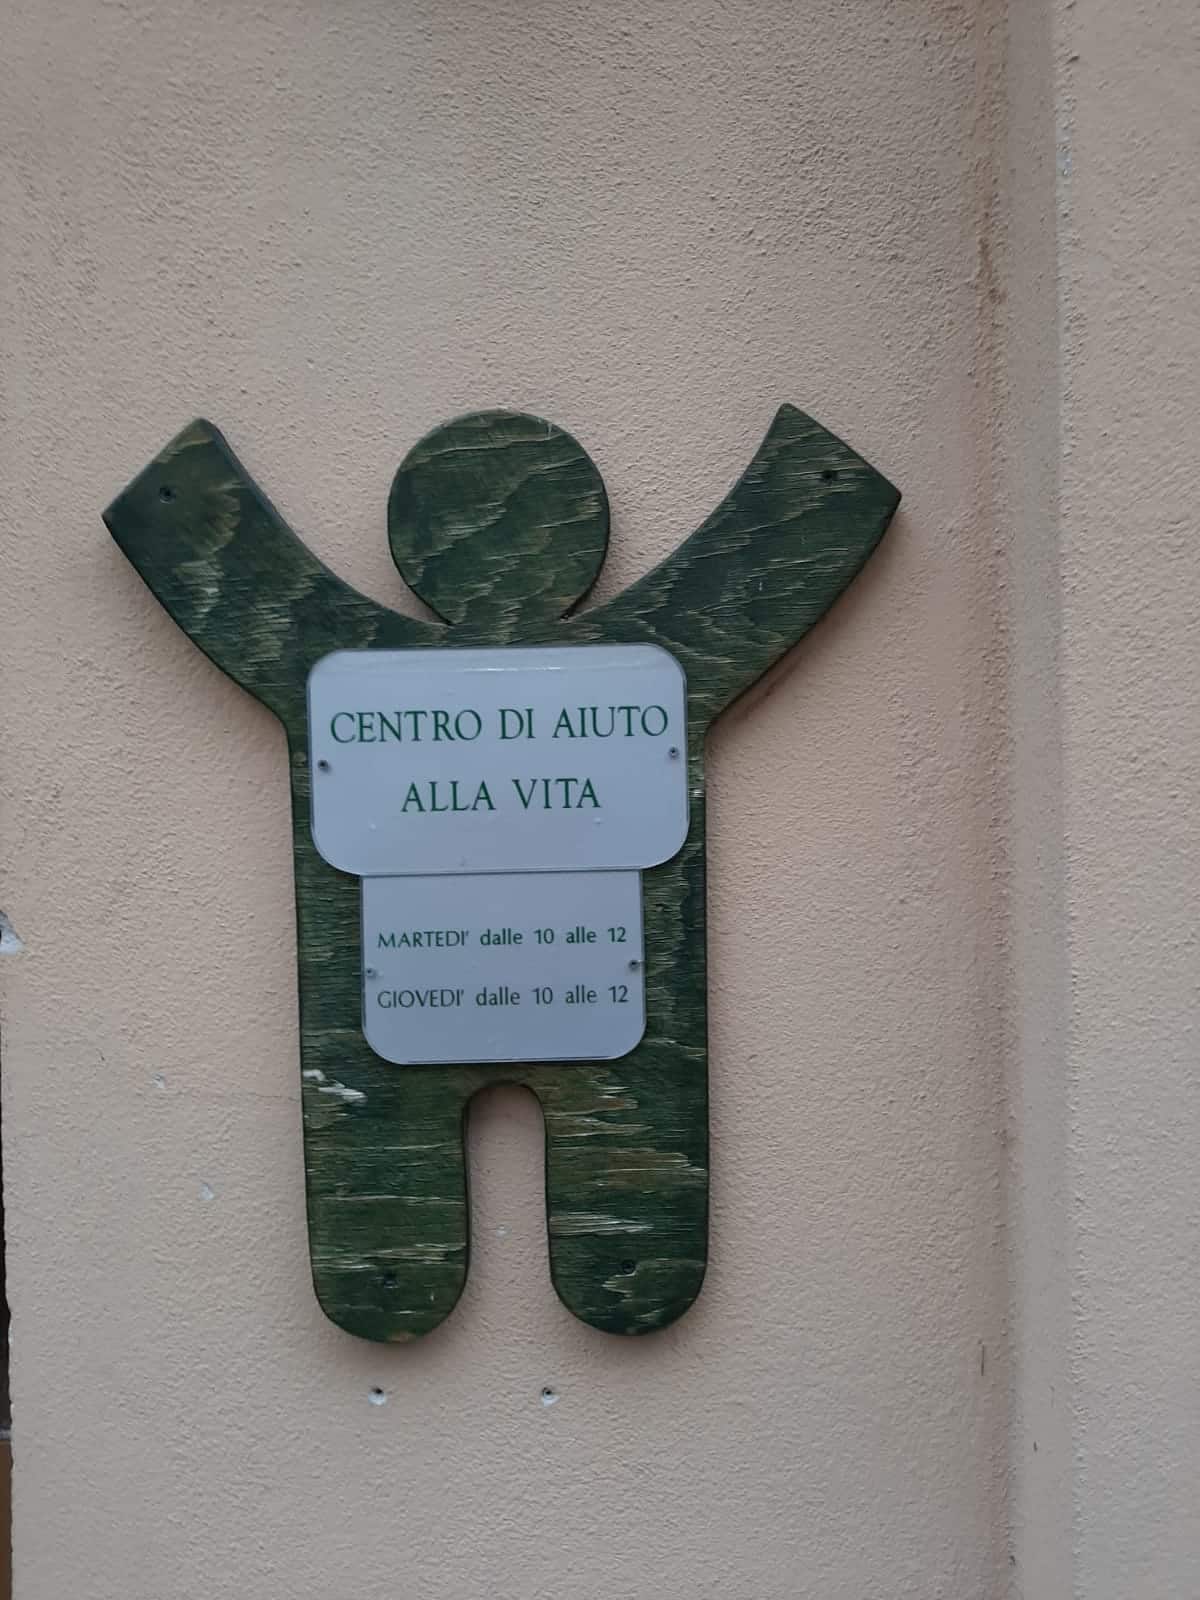 CENTRO DI AIUTO
ALLA VITA
MARTEDI' dalle 10 alle 12
GIOVEDI' dalle 10 alle 12